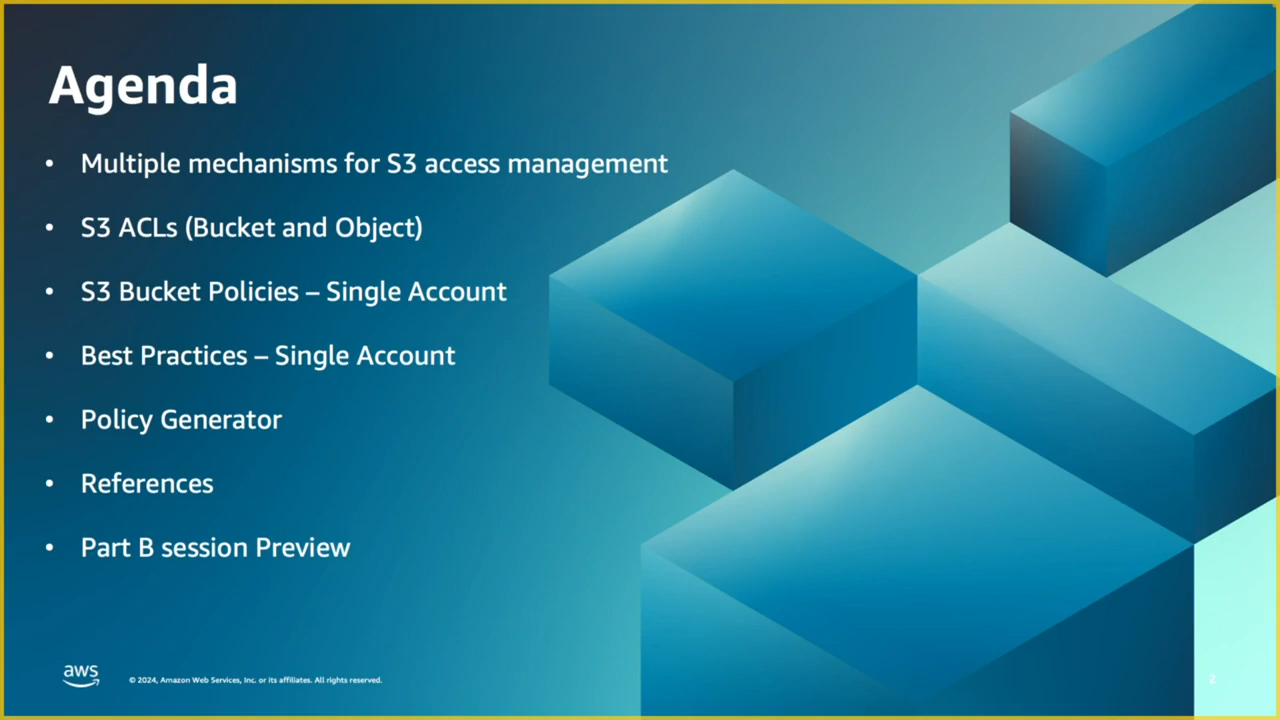 Agenda
• Multiple mechanisms for S3 access management
• S3 ACLs (Bucket and Object)
• S3 Bucket Policies – Single Account
• Best Practices – Single Account
• Policy Generator
• References
• Part B session Preview
aws
© 2024, Amazon Web Services, Inc. or its affiliates. All rights reserved.
2